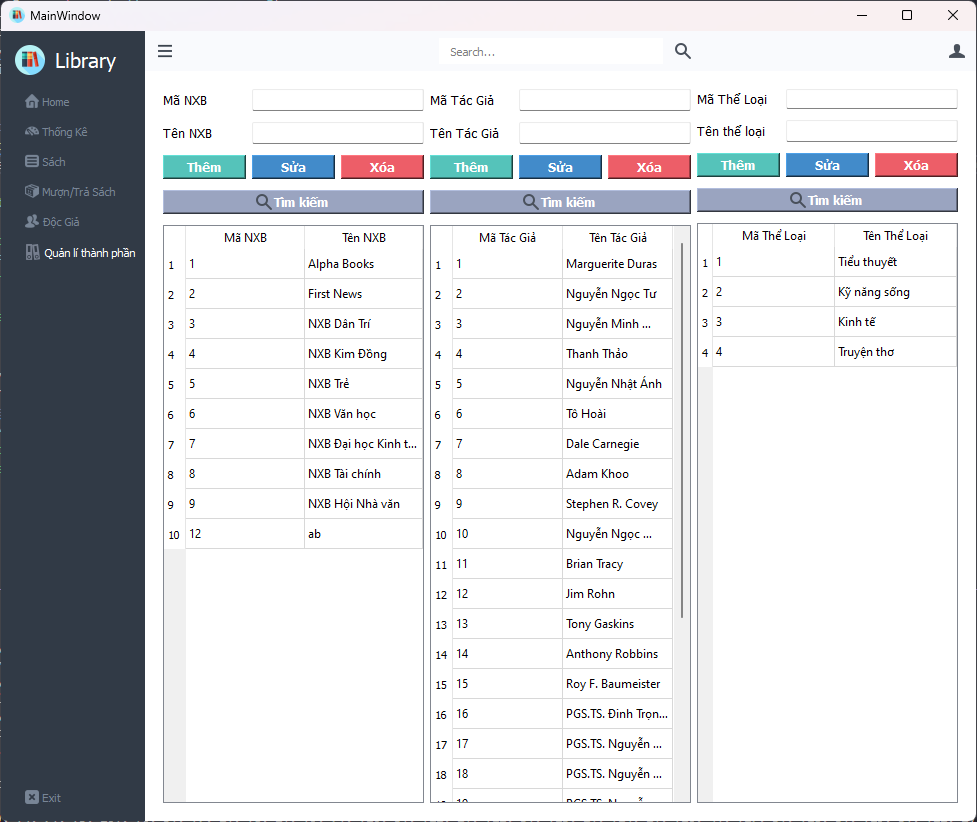 MainWindow
Library
Search...
Home
Thống Kê
Sách
Mượn/Trả Sách
Độc Giả
Quản lí thành phần
Exit
Mã NXB
Tên NXB
Thêm Sửa Xóa
Tìm kiếm
Mã NXB Tên NXB
1 1 Alpha Books
2 2 First News
3 3 NXB Dân Trí
4 4 NXB Kim Đồng
5 5 NXB Trẻ
6 6 NXB Văn học
7 7 NXB Đại học Kinh t...
8 8 NXB Tài chính
9 9 NXB Hội Nhà văn
10 12 ab
Mã Tác Giả
Tên Tác Giả
Thêm Sửa Xóa
Tìm kiếm
Mã Tác Giả Tên Tác Giả
1 1 Marguerite Duras
2 2 Nguyễn Ngọc Tư
3 3 Nguyễn Minh ...
4 4 Thanh Thảo
5 5 Nguyễn Nhật Ánh
6 6 Tô Hoài
7 7 Dale Carnegie
8 8 Adam Khoo
9 9 Stephen R. Covey
10 10 Nguyễn Ngọc ...
11 11 Brian Tracy
12 12 Jim Rohn
13 13 Tony Gaskins
14 14 Anthony Robbins
15 15 Roy F. Baumeister
16 16 PGS.TS. Đinh Trọn...
17 17 PGS.TS. Nguyễn ...
18 18 PGS.TS. Nguyễn ...
Mã Thể Loại
Tên thể loại
Thêm Sửa Xóa
Tìm kiếm
Mã Thể Loại Tên Thể Loại
1 1 Tiểu thuyết
2 2 Kỹ năng sống
3 3 Kinh tế
4 4 Truyện thơ